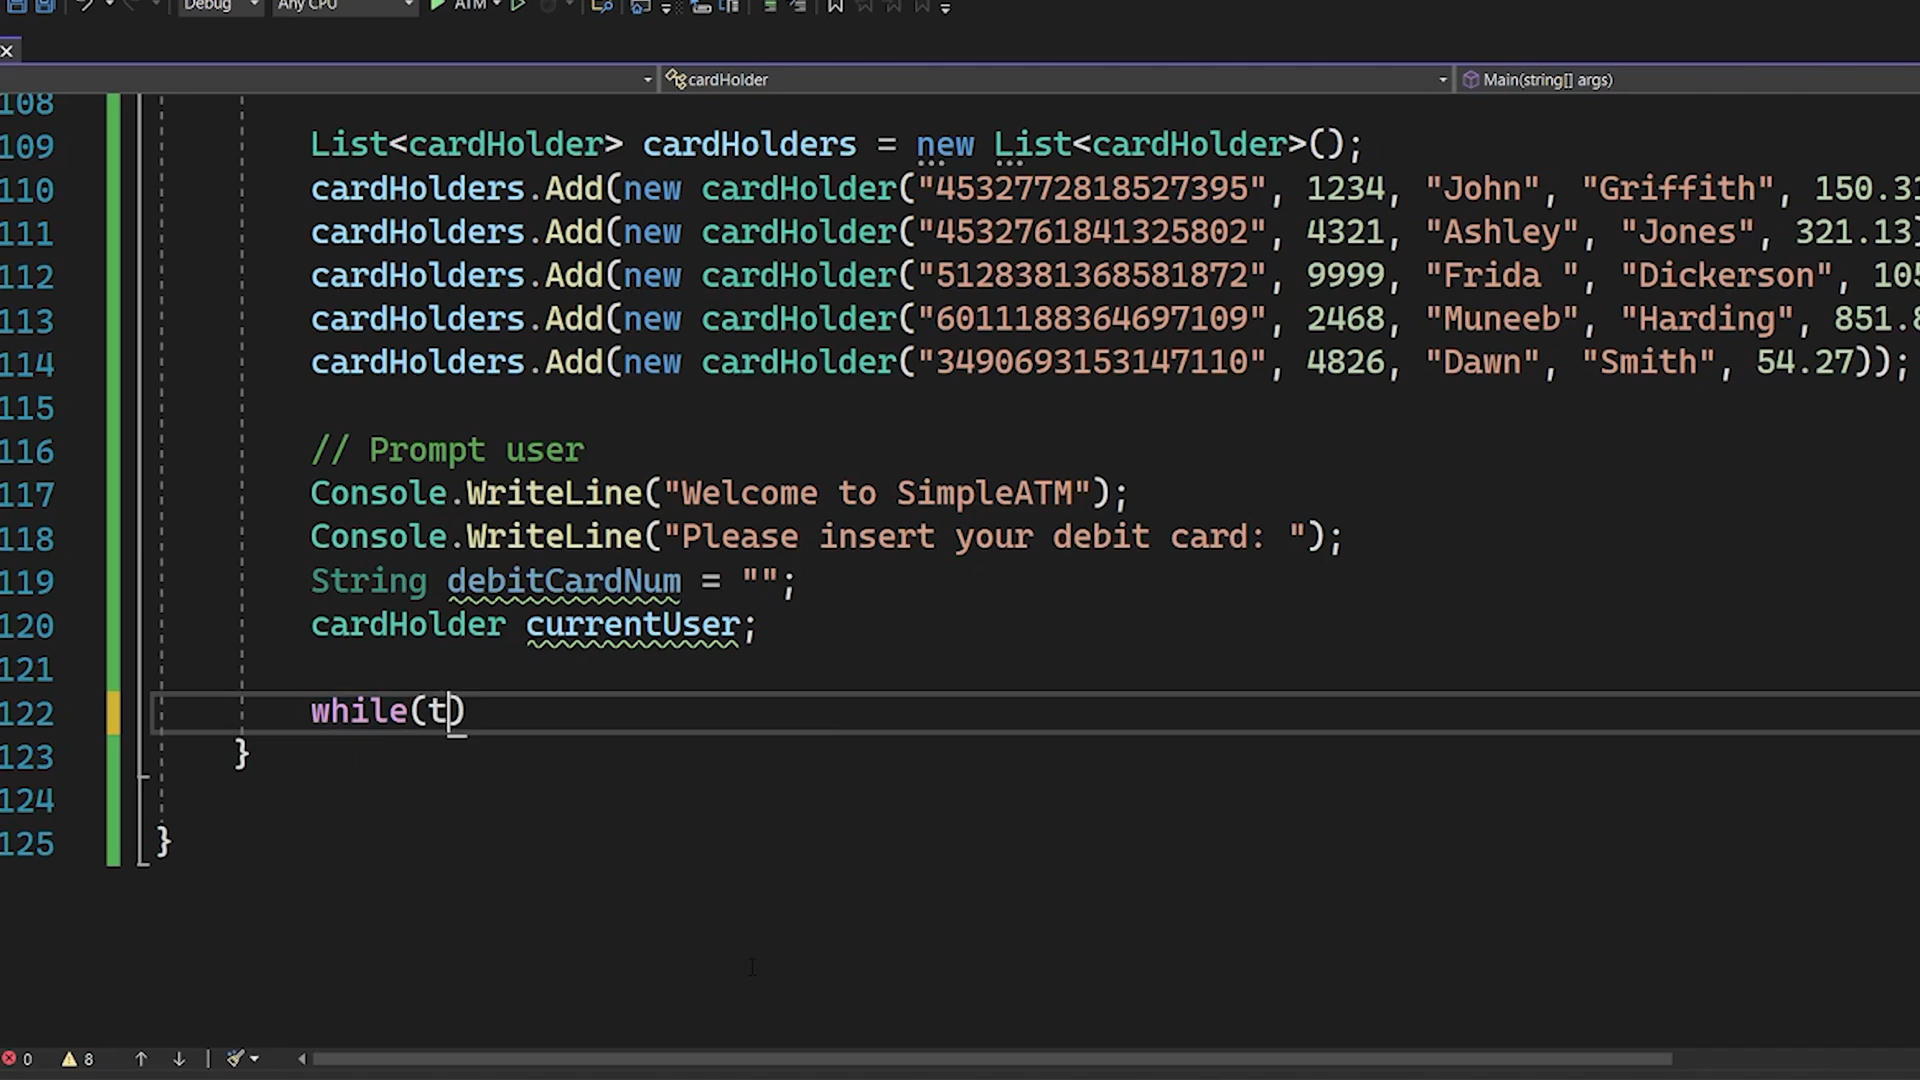 Debug Any CPU ATM
cardHolder Main(string[] args)
108
109 List<cardHolder> cardHolders = new List<cardHolder>();
110 cardHolders.Add(new cardHolder("4532772818527395", 1234, "John", "Griffith", 150.31
111 cardHolders.Add(new cardHolder("4532761841325802", 4321, "Ashley", "Jones", 321.13)
112 cardHolders.Add(new cardHolder("5128381368581872", 9999, "Frida ", "Dickerson", 105
113 cardHolders.Add(new cardHolder("6011188364697109", 2468, "Muneeb", "Harding", 851.8
114 cardHolders.Add(new cardHolder("3490693153147110", 4826, "Dawn", "Smith", 54.27));
115
116 // Prompt user
117 Console.WriteLine("Welcome to SimpleATM");
118 Console.WriteLine("Please insert your debit card: ");
119 String debitCardNum = "";
120 cardHolder currentUser;
121
122 while(t)
123 }
124
125 }
0 8